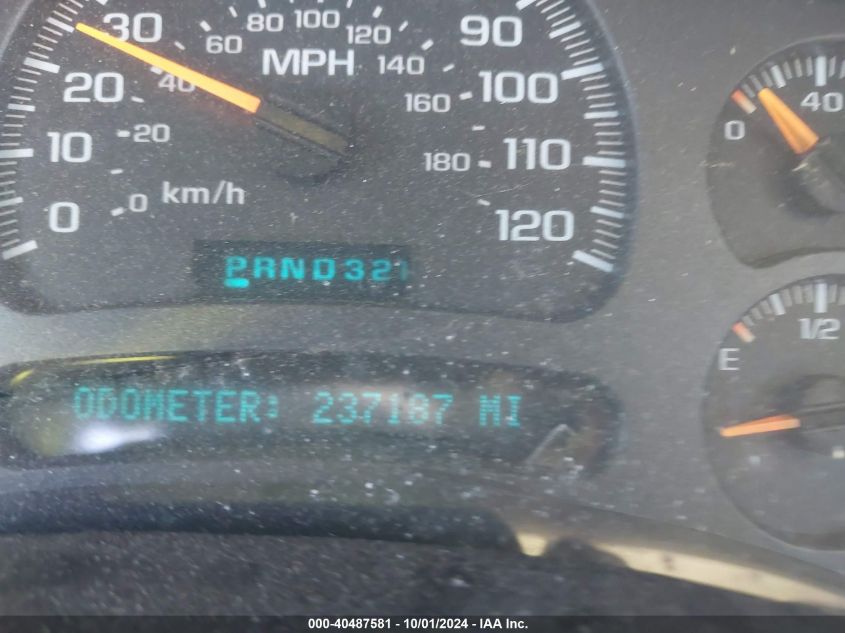 80 100 120
30 60 90
MPH 140
20 40 160 100
10 20 180 110
0 0 km/h 120
0 40
PRND321
E 1/2
ODOMETER: 237187 MI
000-40487581 - 10/01/2024 - IAA Inc.